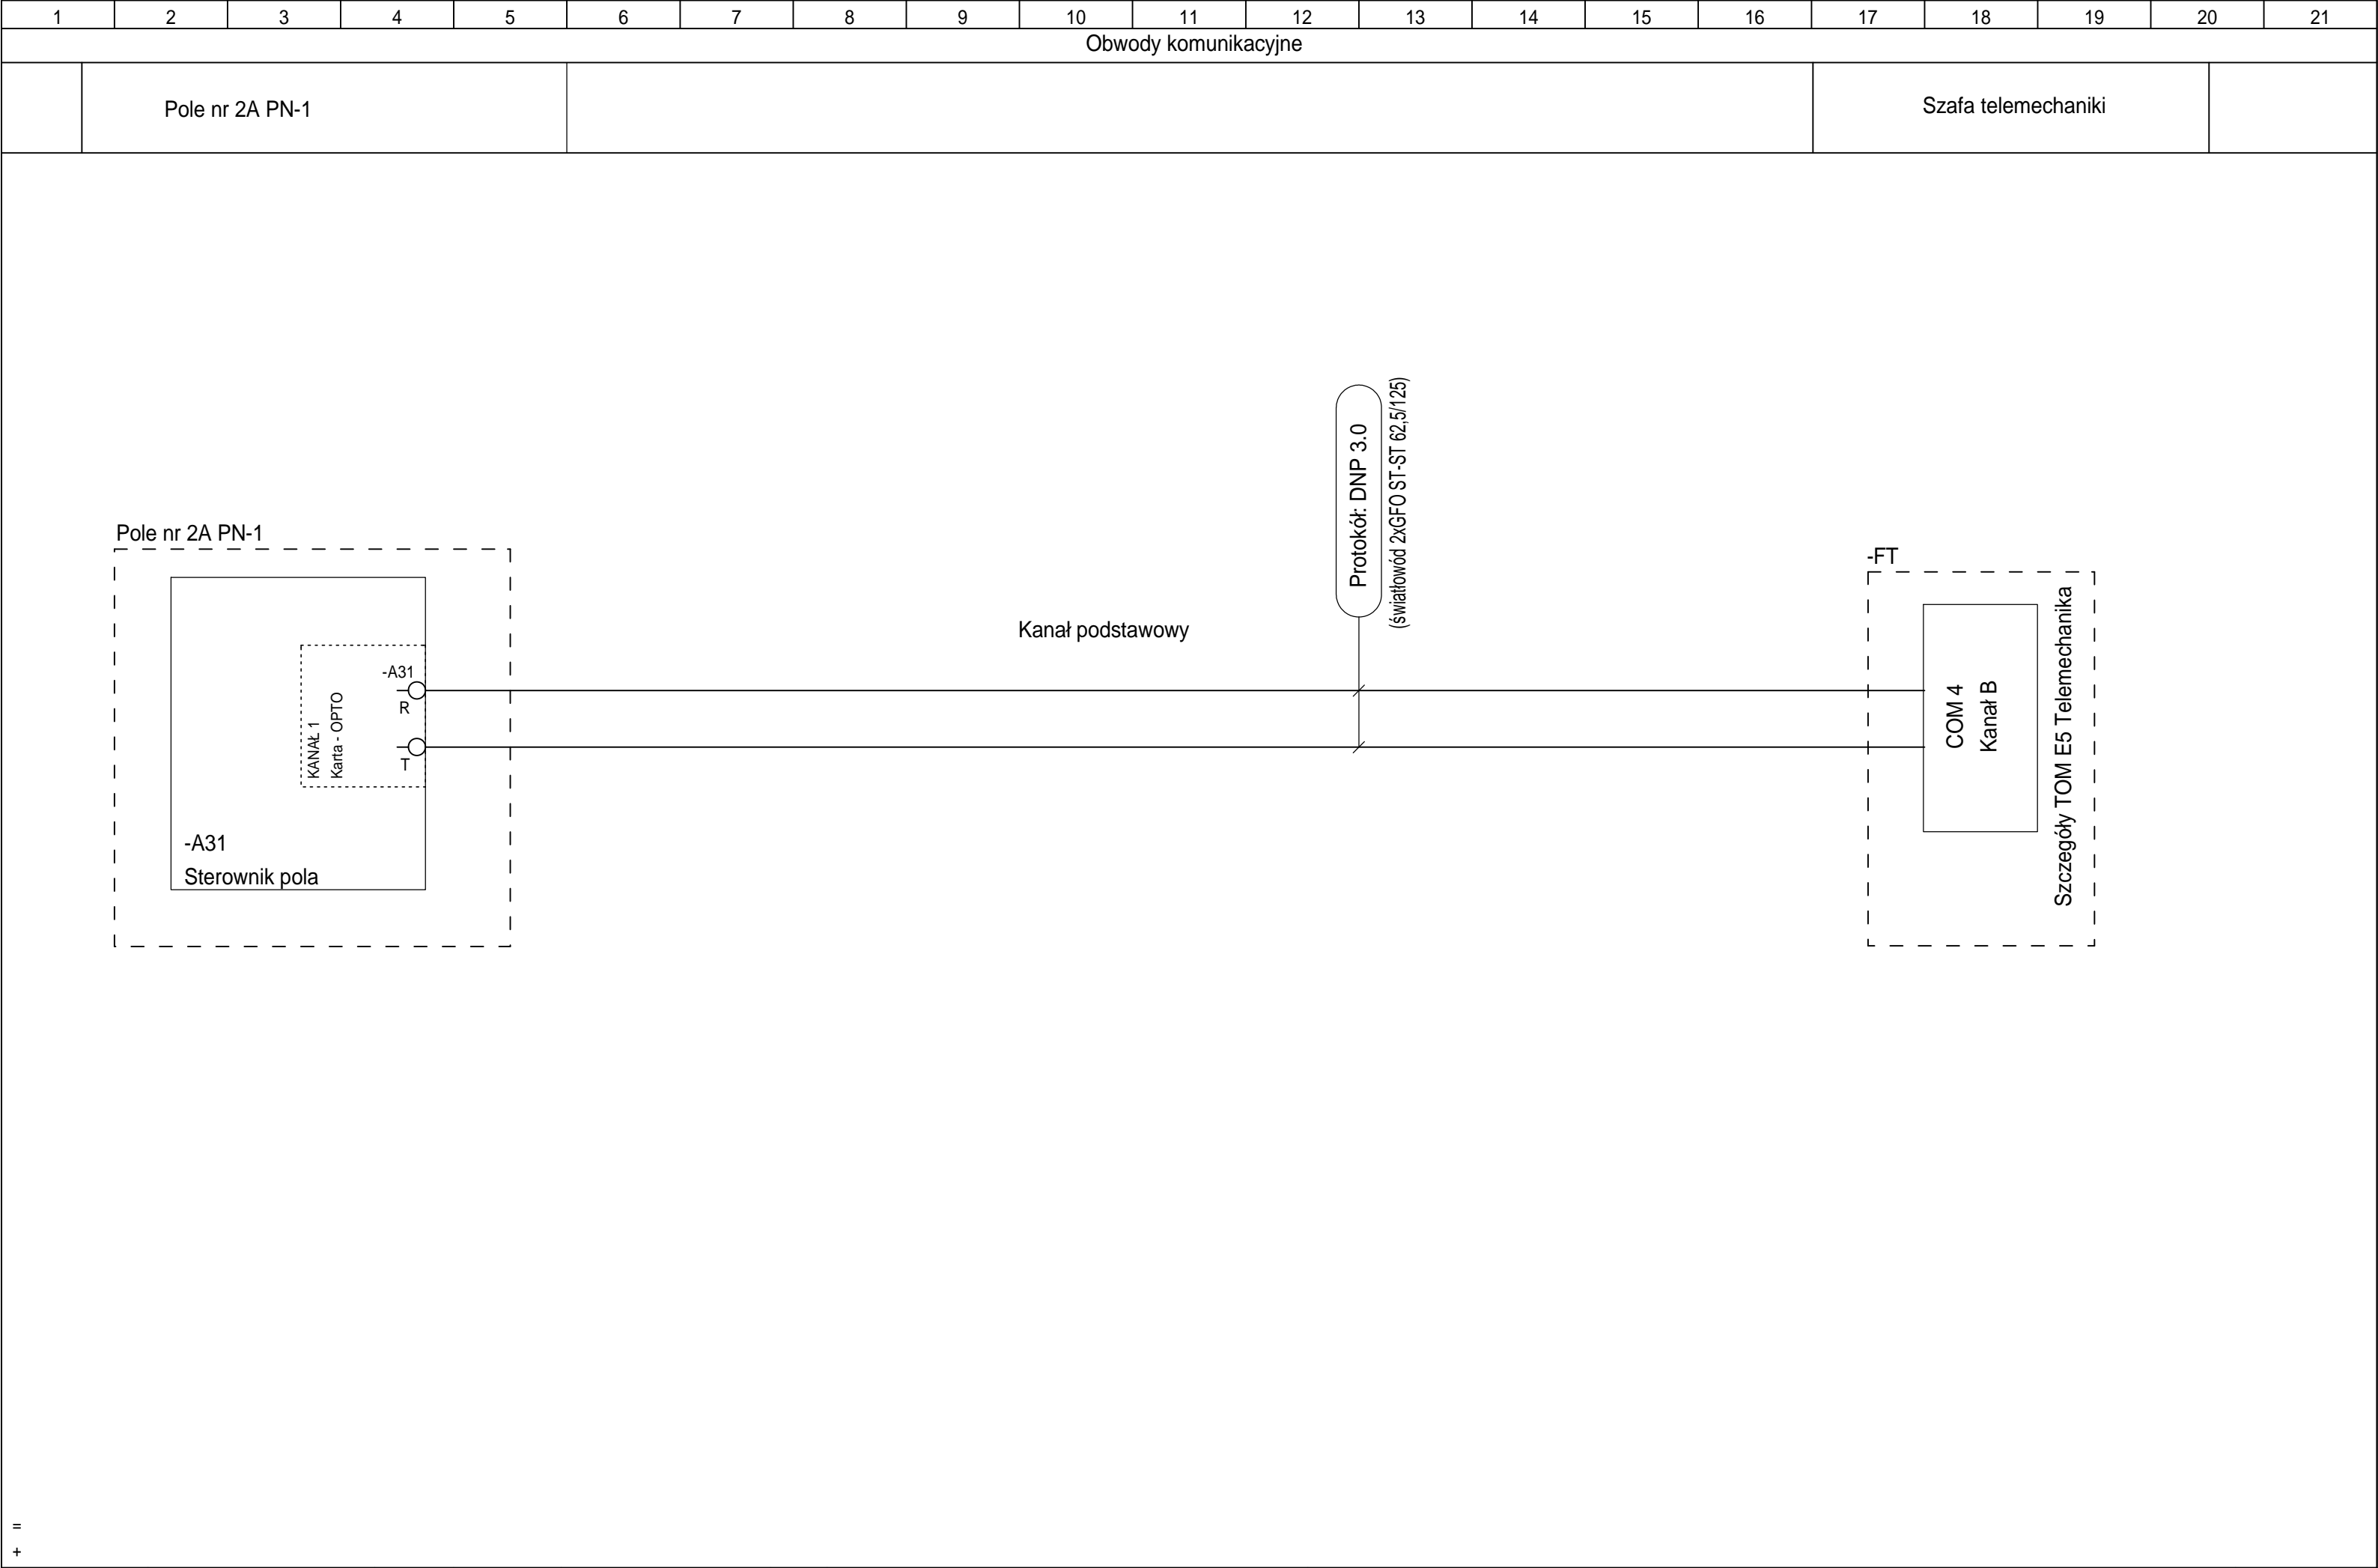 1 2 3 4 5 6 7 8 9 10 11 12 13 14 15 16 17 18 19 20 21
Obwody komunikacyjne
Pole nr 2A PN-1
Szafa telemechaniki
Protokół: DNP 3.0
(światłowód 2xGFO ST-ST 62,5/125)
Pole nr 2A PN-1
-FT
Kanał podstawowy
-A31
R
T
KANAŁ 1
Karta - OPTO
COM 4
Kanał B
Szczegóły TOM E5 Telemechanika
-A31
Sterownik pola
=
+